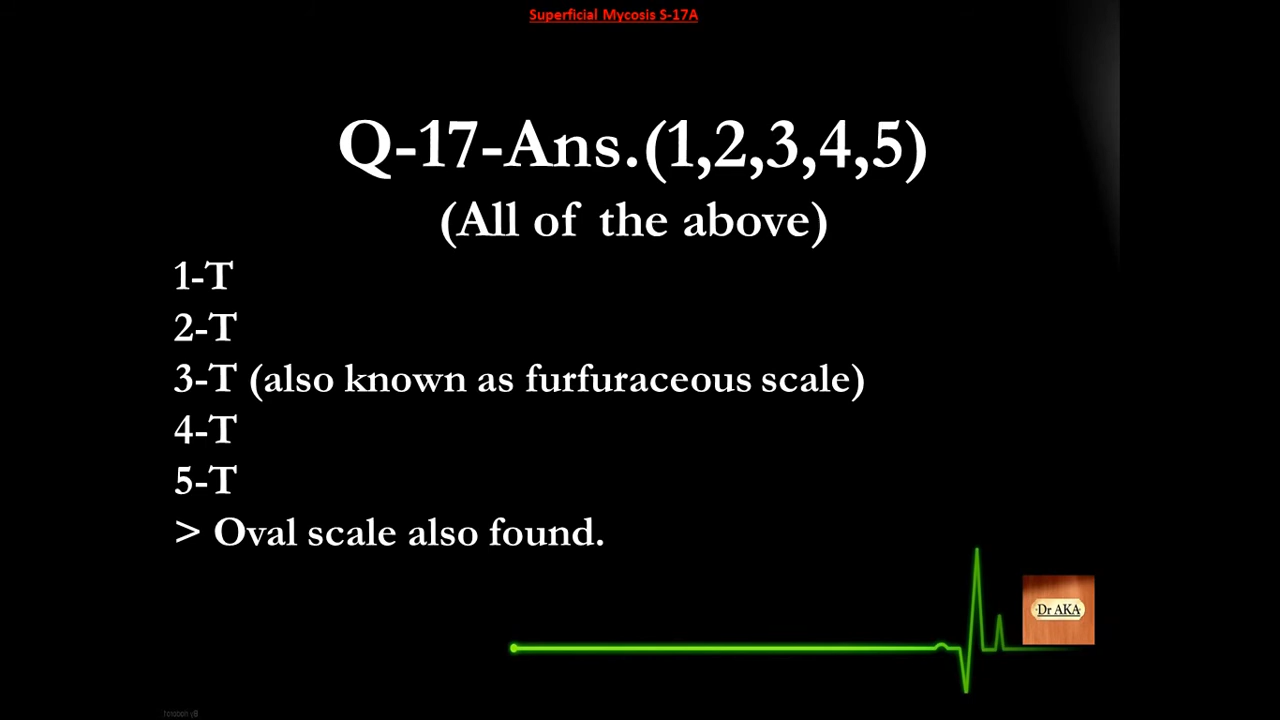 Superficial Mycosis S-17A
Q-17-Ans.(1,2,3,4,5)
(All of the above)
1-T
2-T
3-T (also known as furfuraceous scale)
4-T
5-T
> Oval scale also found.
Dr AKA